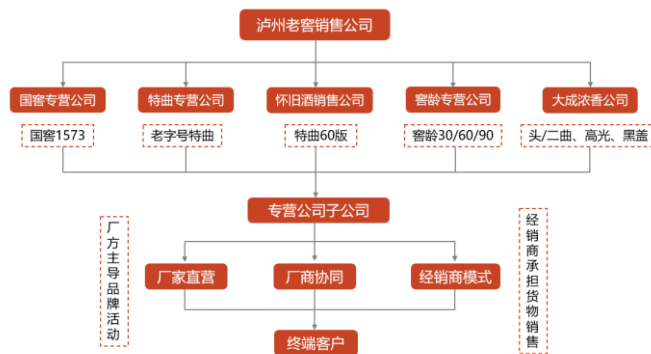 泸州老窖销售公司
国窖专营公司
特曲专营公司
怀旧酒销售公司
窖龄专营公司
大成浓香公司
国窖1573
老字号特曲
特曲60版
窖龄30/60/90
头/二曲、高光、黑盖
专营公司子公司
厂方主导品牌活动
经销商承担货物销售
厂家直营
厂商协同
经销商模式
终端客户